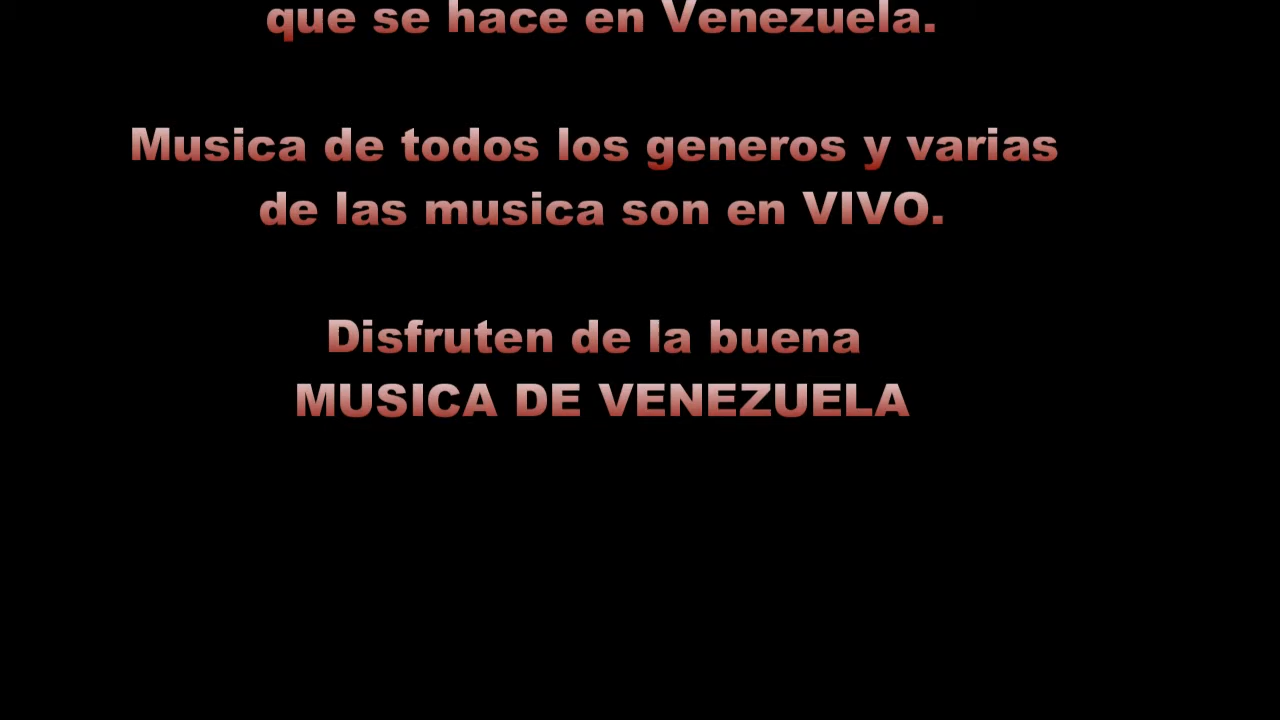 que se hace en Venezuela.
Musica de todos los generos y varias
de las musica son en VIVO.
Disfruten de la buena
MUSICA DE VENEZUELA